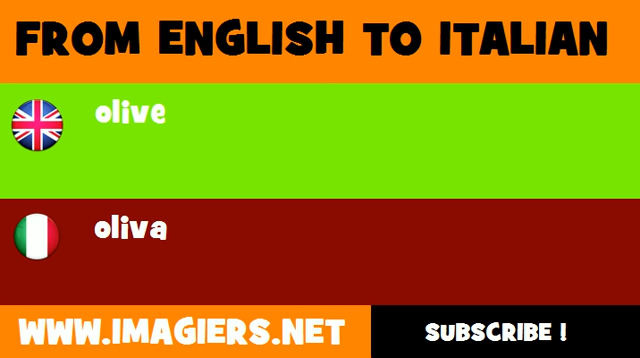 FROM ENGLISH TO ITALIAN
olive
oliva
WWW.IMAGIERS.NET
SUBSCRIBE !